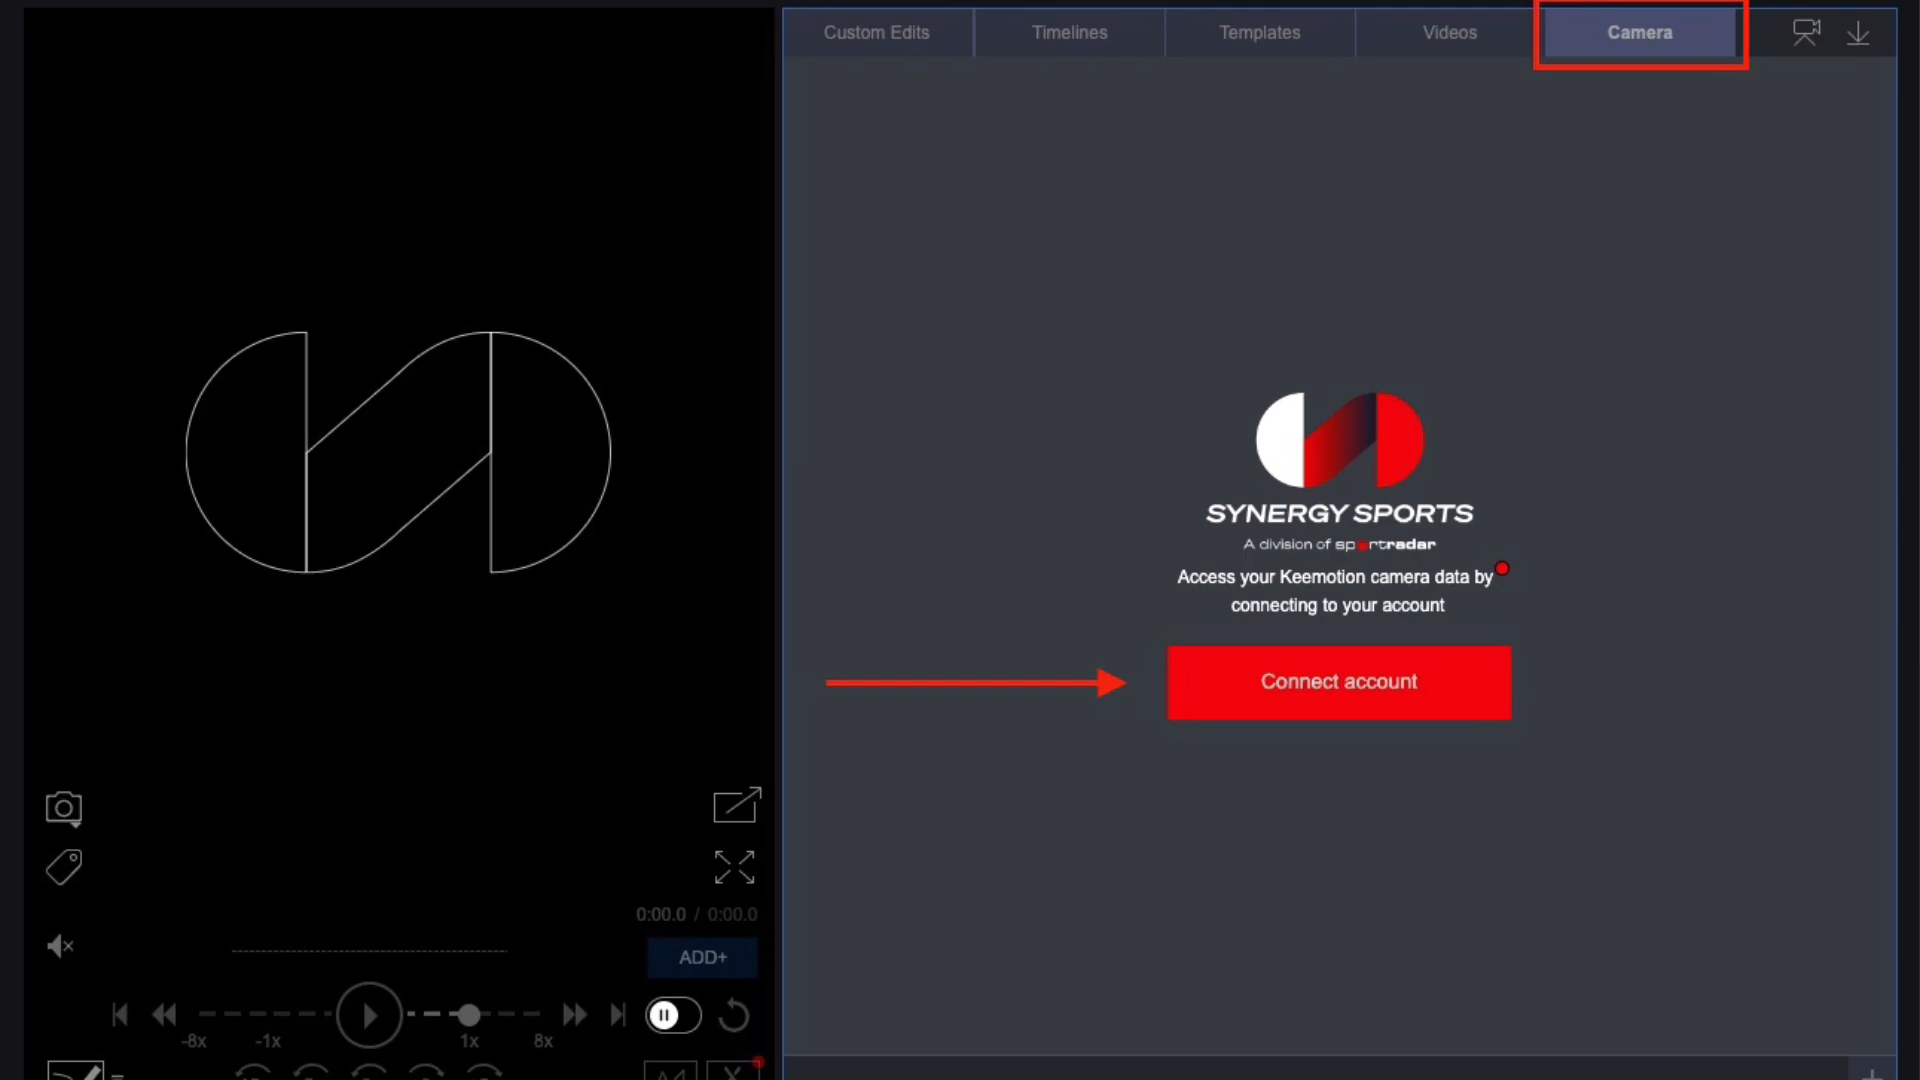 Custom Edits
Timelines
Templates
Videos
Camera
SYNERGY SPORTS
A division of sportradar
Access your Keemotion camera data by
connecting to your account
Connect account
0:00.0 / 0:00.0
ADD+
-8x
-1x
1x
8x